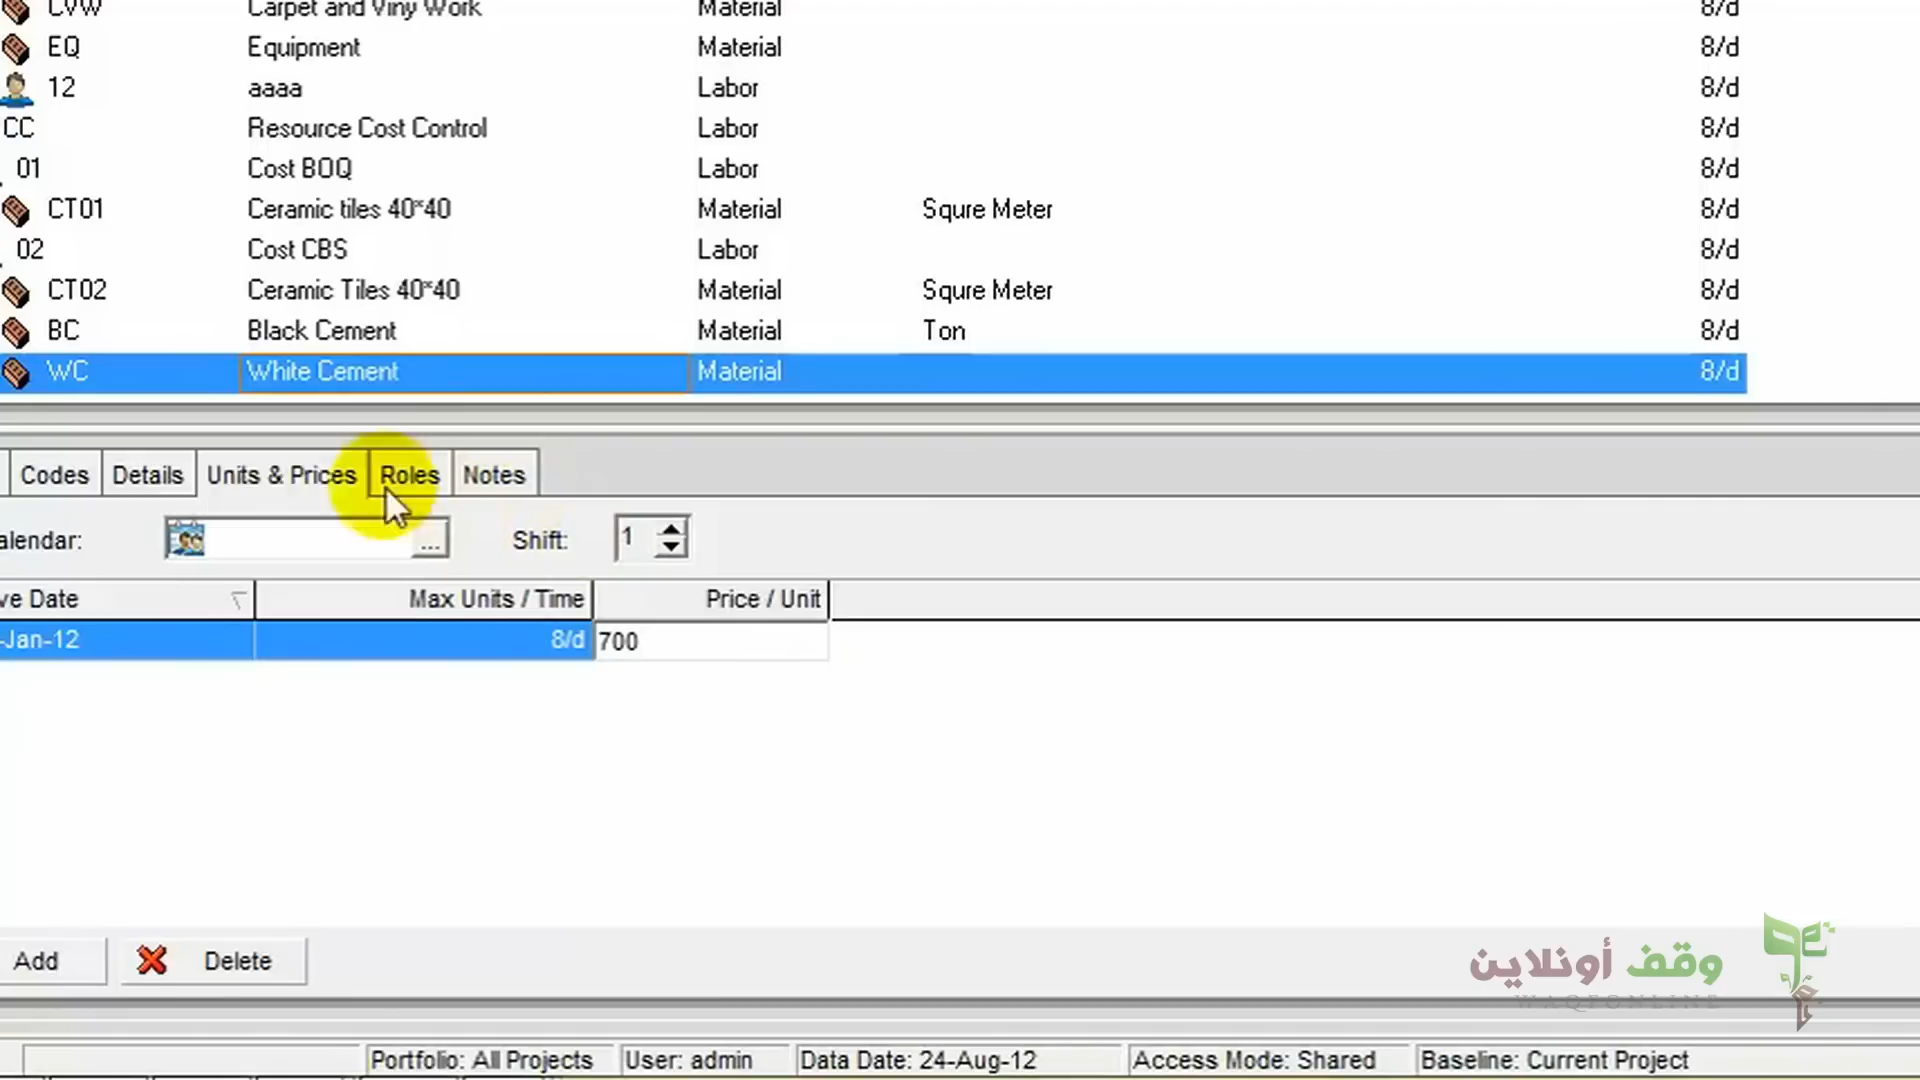 CVW Carpet and Viny Work Material 8/d
EQ Equipment Material 8/d
12 aaaa Labor 8/d
CC Resource Cost Control Labor 8/d
01 Cost BOQ Labor 8/d
CT01 Ceramic tiles 40*40 Material Squre Meter 8/d
02 Cost CBS Labor 8/d
CT02 Ceramic Tiles 40*40 Material Squre Meter 8/d
BC Black Cement Material Ton 8/d
WC White Cement Material 8/d
Codes Details Units & Prices Roles Notes
alendar: ... Shift: 1
ve Date Max Units / Time Price / Unit
-Jan-12 8/d 700
Add Delete
وقف أونلاين
WAQFONLINE
Portfolio: All Projects User: admin Data Date: 24-Aug-12 Access Mode: Shared Baseline: Current Project